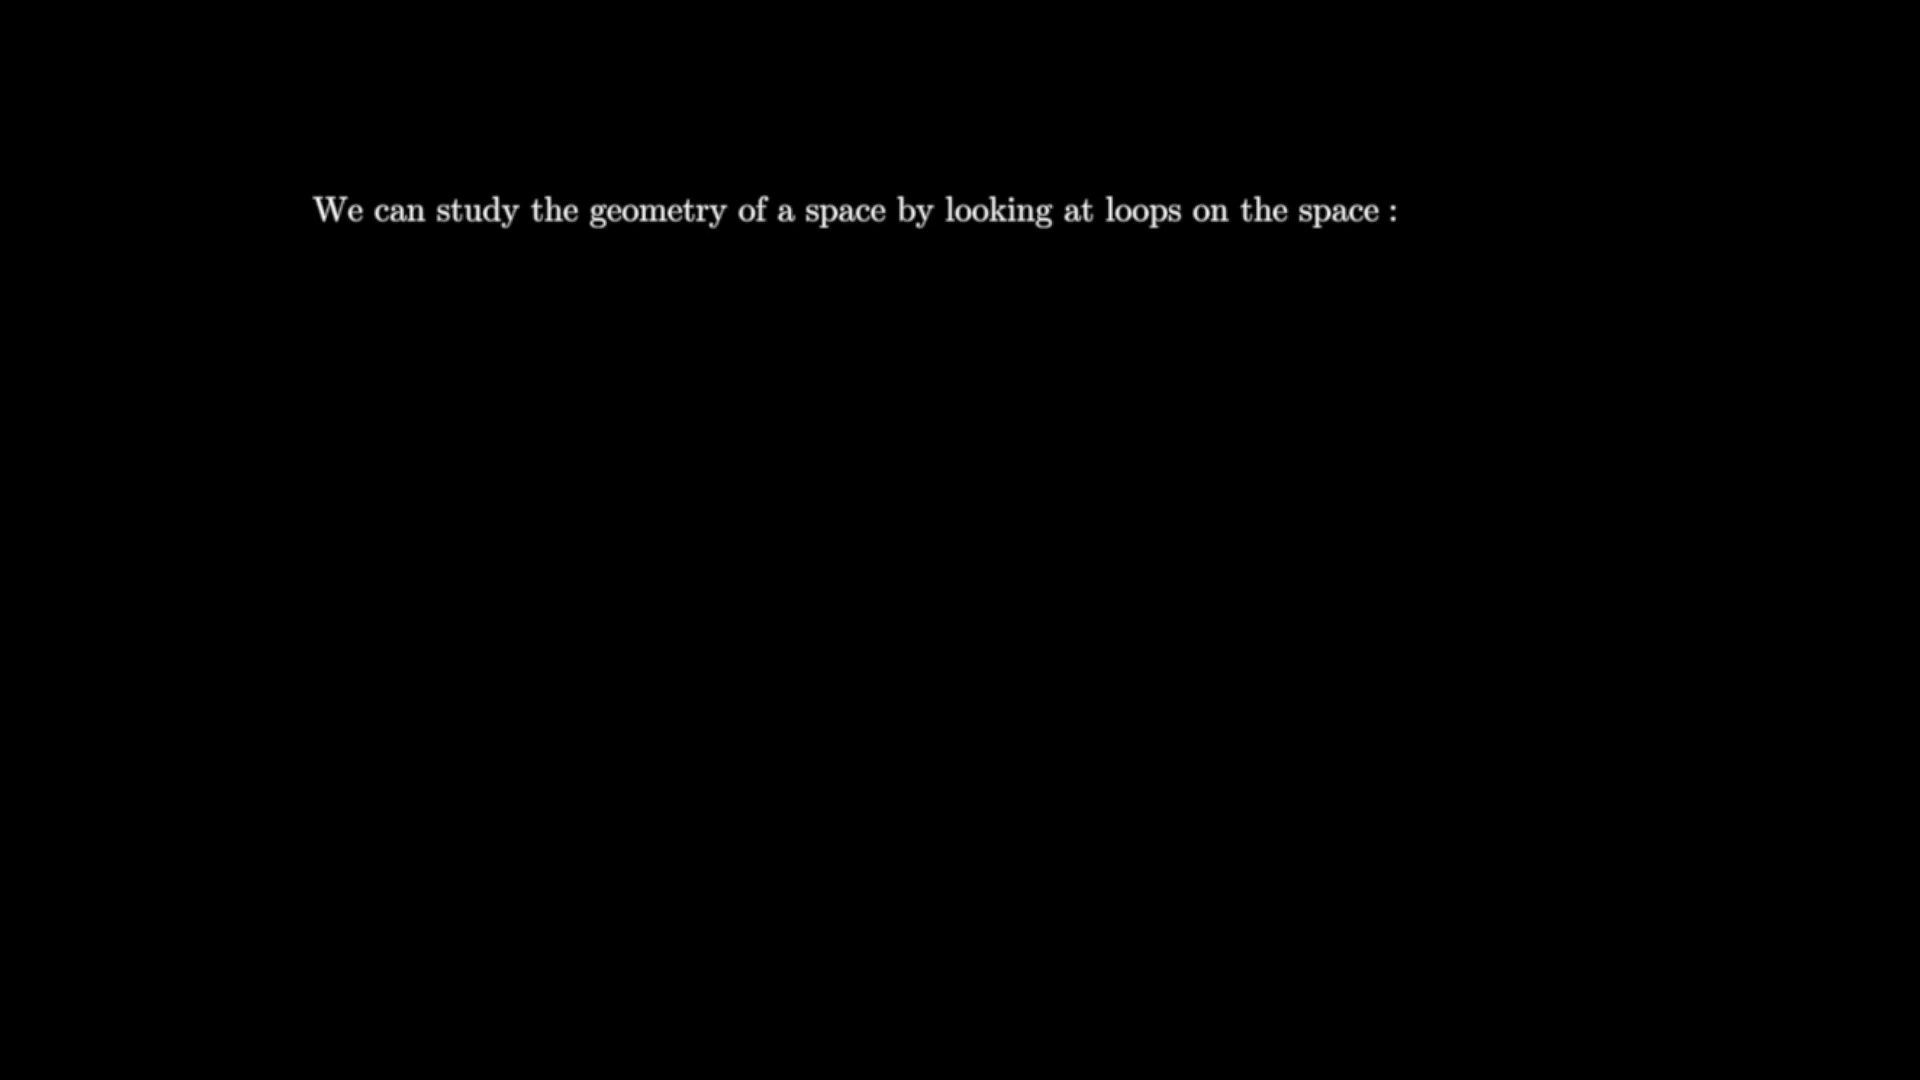 We can study the geometry of a space by looking at loops on the space :